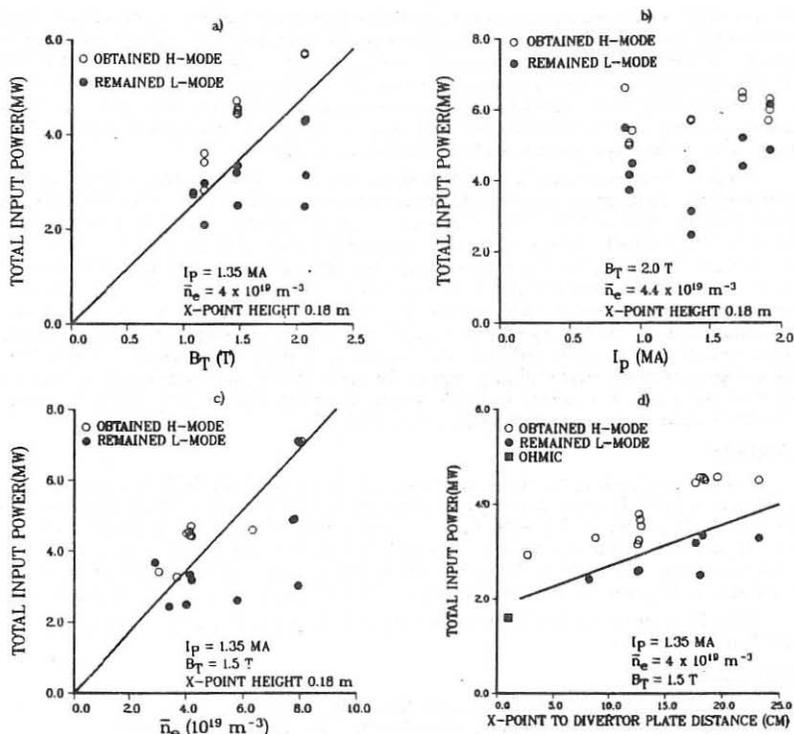 a)
6.0
○ OBTAINED H-MODE
● REMAINED L-MODE
4.0
2.0
0.0
TOTAL INPUT POWER(MW)
I_p = 1.35 MA
n̄_e = 4 x 10^19 m^-3
X-POINT HEIGHT 0.18 m
0.0 0.5 1.0 1.5 2.0 2.5
B_T (T)
b)
8.0
○ OBTAINED H-MODE
● REMAINED L-MODE
6.0
4.0
2.0
0.0
TOTAL INPUT POWER (MW)
B_T = 2.0 T
n̄_e = 4.4 x 10^19 m^-3
X-POINT HEIGHT 0.18 m
0.0 0.5 1.0 1.5 2.0
I_p (MA)
c)
8.0
○ OBTAINED H-MODE
● REMAINED L-MODE
6.0
4.0
2.0
0.0
TOTAL INPUT POWER(MW)
I_p = 1.35 MA
B_T = 1.5 T
X-POINT HEIGHT 0.18 m
0.0 2.0 4.0 6.0 8.0 10.0
n̄_e (10^19 m^-3)
d)
6.0
○ OBTAINED H-MODE
● REMAINED L-MODE
■ OHMIC
4.0
2.0
0.0
TOTAL INPUT POWER(MW)
I_p = 1.35 MA
n̄_e = 4 x 10^19 m^-3
B_T = 1.5 T
0.0 5.0 10.0 15.0 20.0 25.0
X-POINT TO DIVERTOR PLATE DISTANCE (CM)